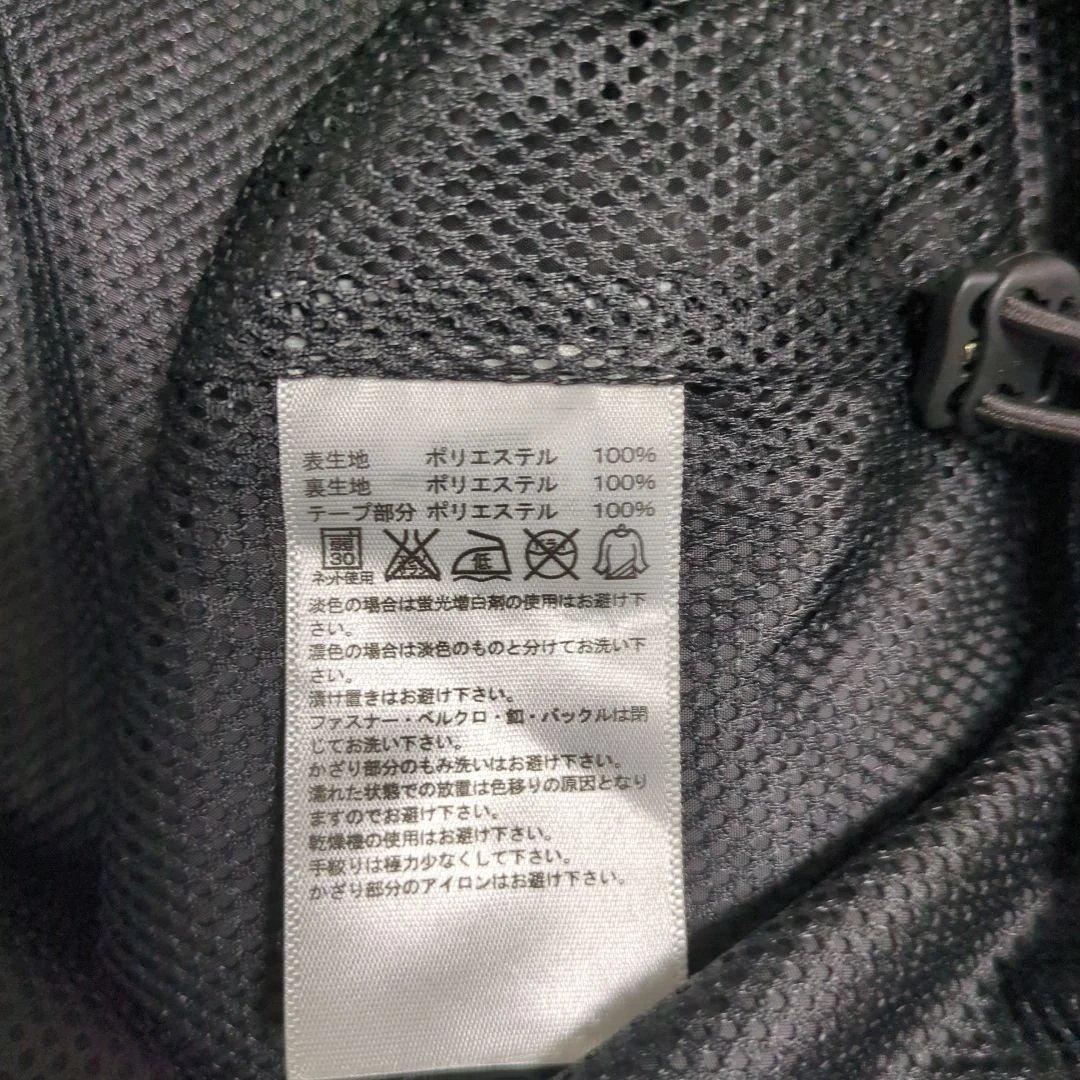 表生地 ポリエステル 100%
裏生地 ポリエステル 100%
テープ部分 ポリエステル 100%
弱 30 低
ネット使用
淡色の場合は蛍光増白剤の使用はお避け下
さい。
濃色の場合は淡色のものと分けてお洗い下
さい。
漬け置きはお避け下さい。
ファスナー・ベルクロ・釦・バックルは閉
じてお洗い下さい。
かざり部分のもみ洗いはお避け下さい。
濡れた状態での放置は色移りの原因となり
ますのでお避け下さい。
乾燥機の使用はお避け下さい。
手絞りは極力少なくして下さい。
かざり部分のアイロンはお避け下さい。